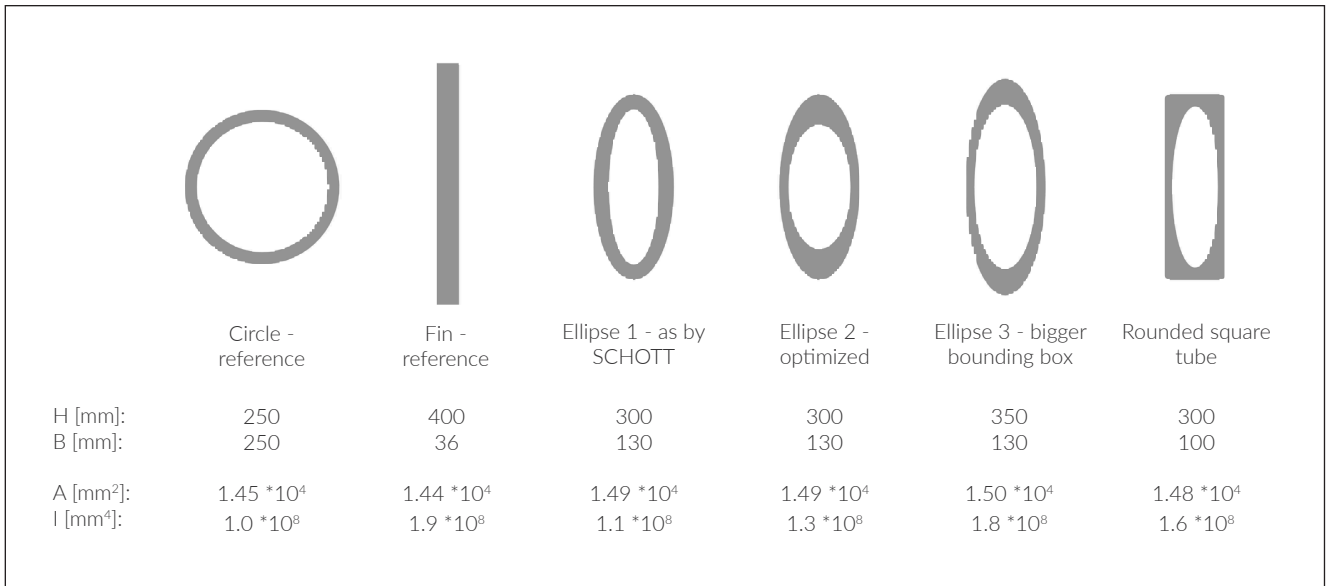 Circle -
reference
Fin -
reference
Ellipse 1 - as by
SCHOTT
Ellipse 2 -
optimized
Ellipse 3 - bigger
bounding box
Rounded square
tube
H [mm]: 250 400 300 300 350 300
B [mm]: 250 36 130 130 130 100
A [mm²]: 1.45 *10⁴ 1.44 *10⁴ 1.49 *10⁴ 1.49 *10⁴ 1.50 *10⁴ 1.48 *10⁴
I [mm⁴]: 1.0 *10⁸ 1.9 *10⁸ 1.1 *10⁸ 1.3 *10⁸ 1.8 *10⁸ 1.6 *10⁸